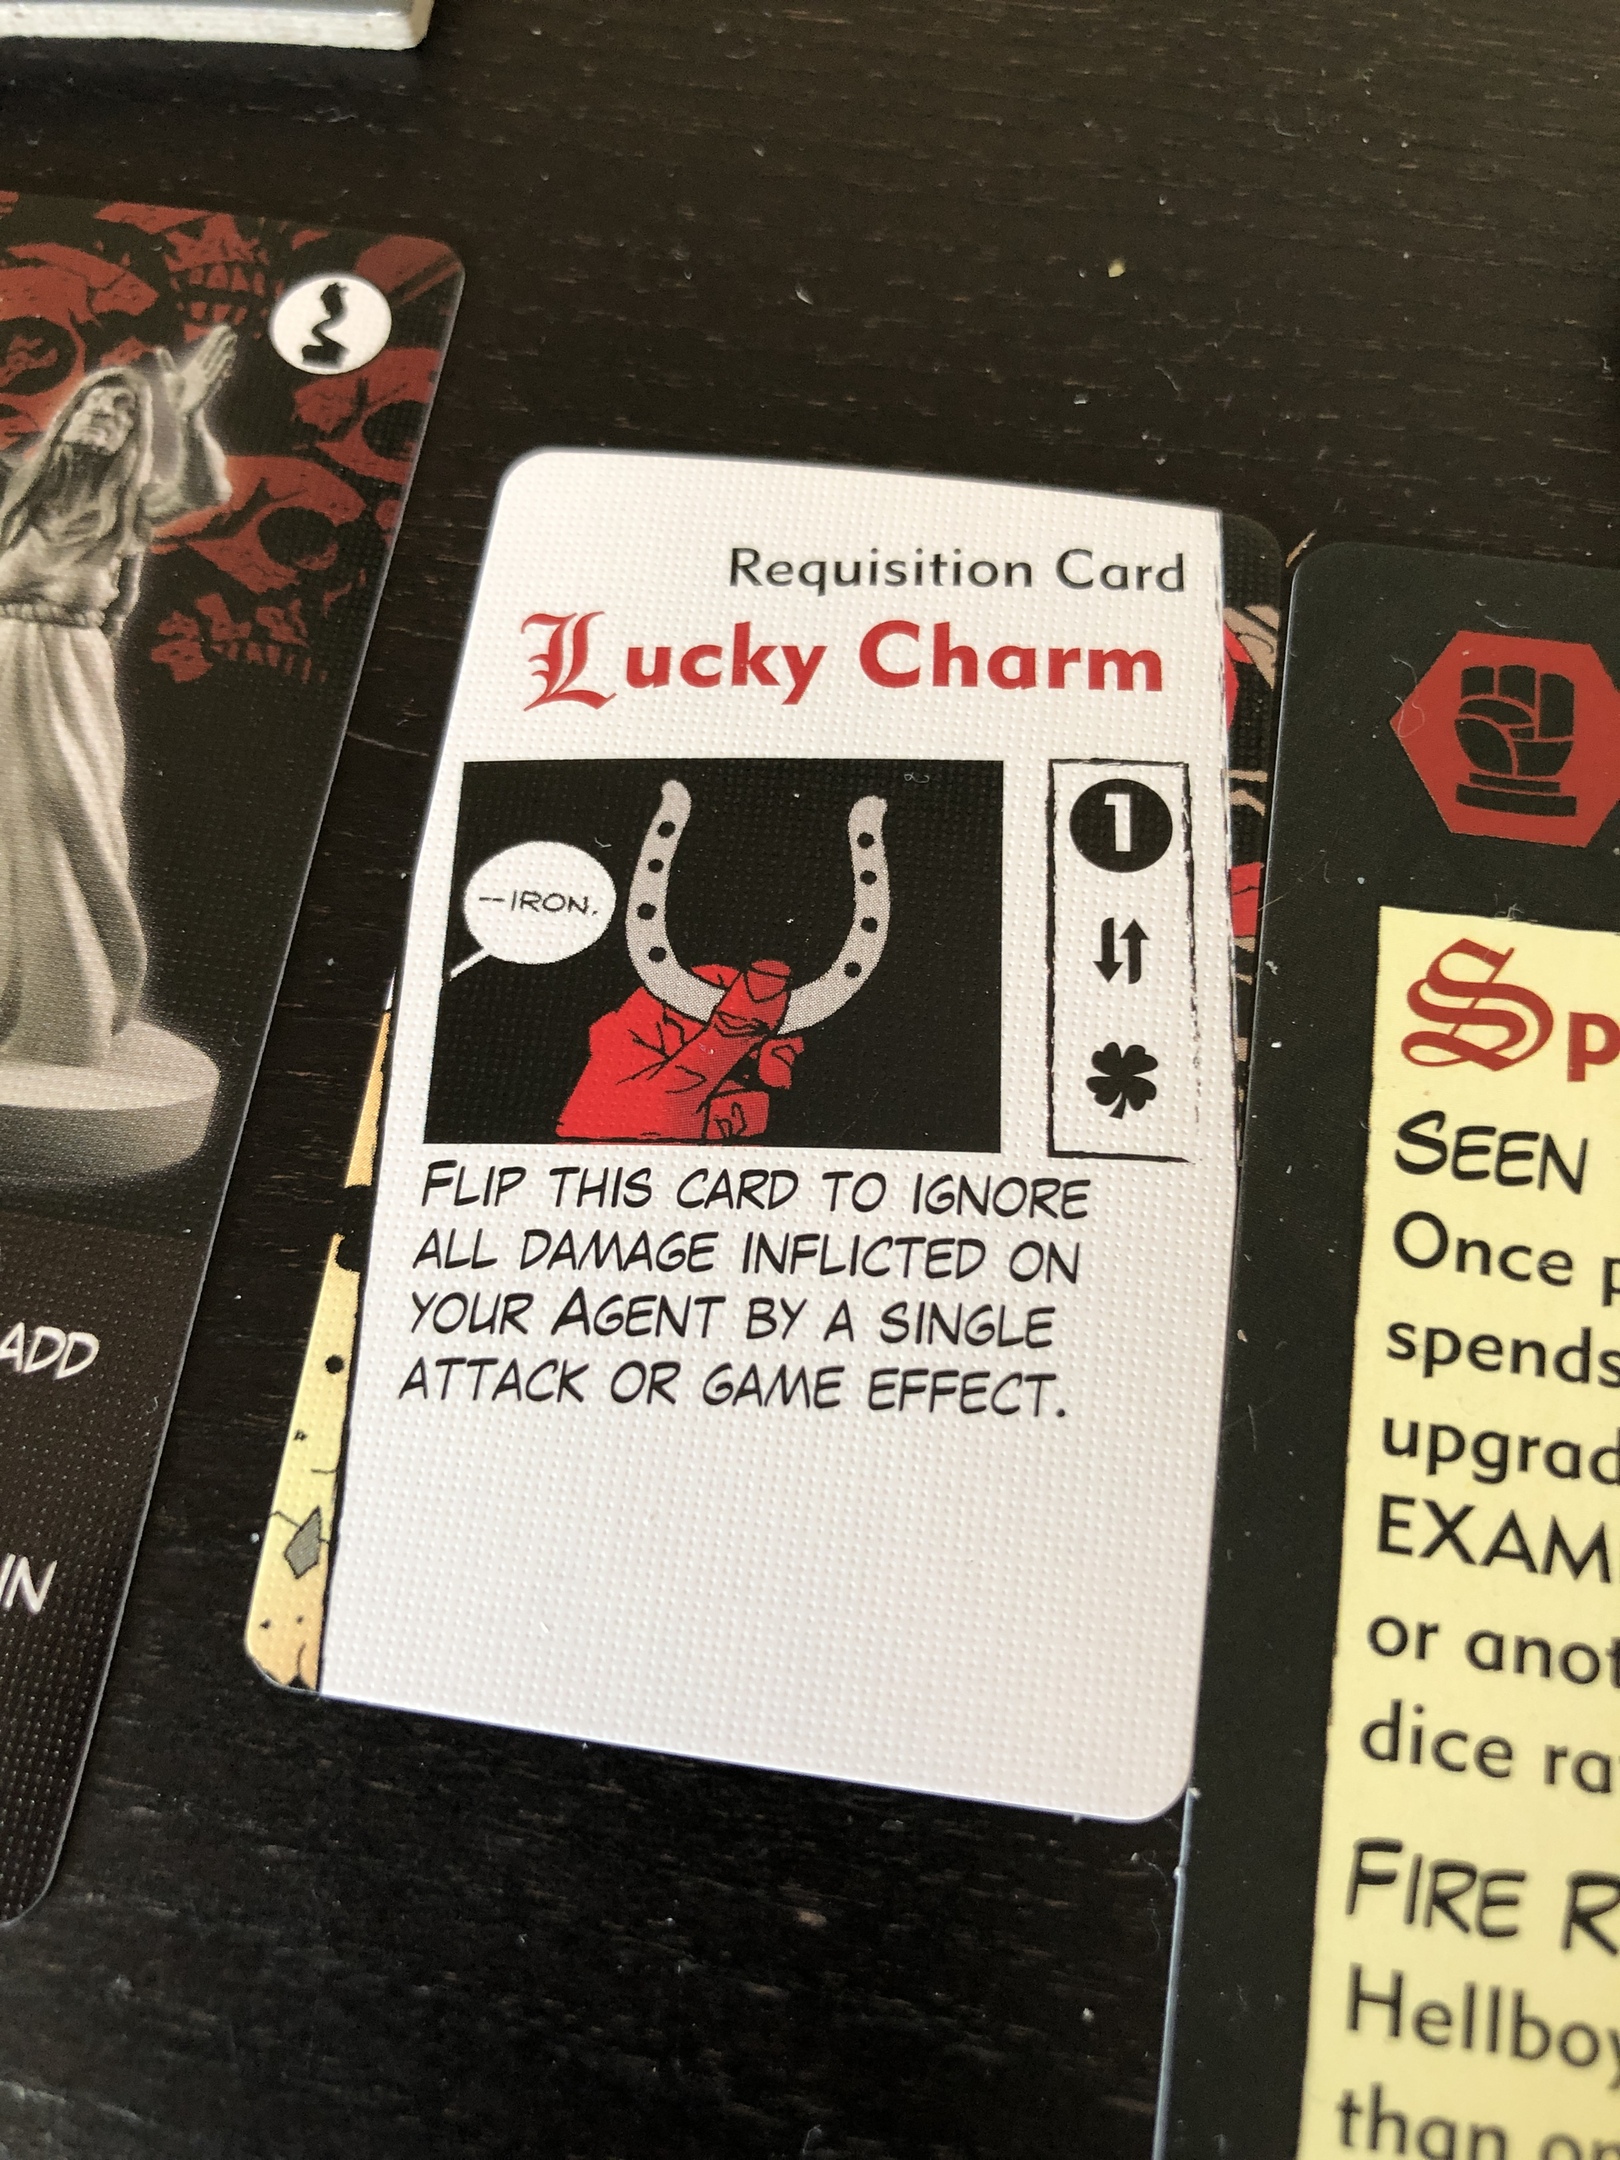 Requisition Card
Lucky Charm
1
--IRON.
FLIP THIS CARD TO IGNORE
ALL DAMAGE INFLICTED ON
YOUR AGENT BY A SINGLE
ATTACK OR GAME EFFECT.
ADD
IN
Sp
SEEN
Once p
spends
upgrad
EXAM
or anot
dice ra
FIRE R
Hellboy
than on